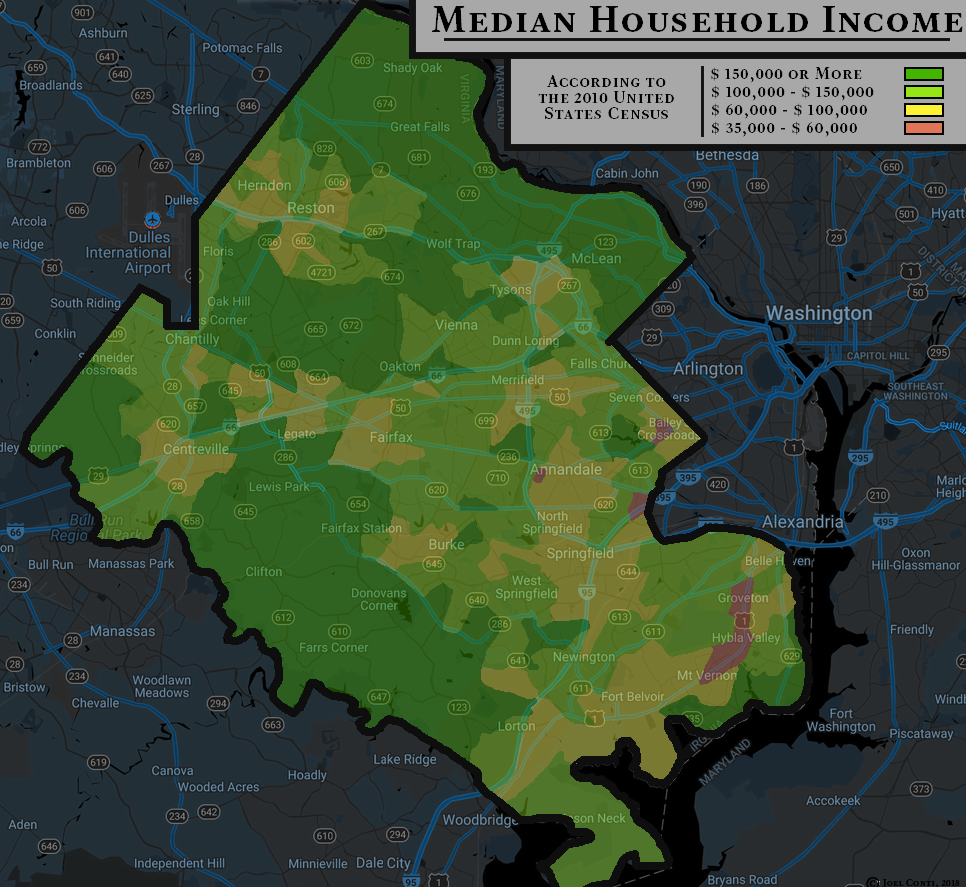 MEDIAN HOUSEHOLD INCOME
ACCORDING TO
THE 2010 UNITED
STATES CENSUS
$ 150,000 OR MORE
$ 100,000 - $ 150,000
$ 60,000 - $ 100,000
$ 35,000 - $ 60,000
901
Ashburn
Potomac Falls
603
Shady Oak
641
659
640
7
Broadlands
625
Sterling
846
674
VIRGINIA
MARYLAND
Great Falls
772
28
828
681
Bethesda
Brambleton
606
267
7
193
Cabin John
650
Herndon
606
676
190
186
410
Dulles
396
606
Reston
501
Hyatt
Arcola
267
29
Dulles
International
Airport
Floris
286
602
Wolf Trap
495
123
McLean
50
4721
674
1
South Riding
Oak Hill
Tysons
267
50
20
659
Corner
665
672
Vienna
309
Washington
Conklin
Chantilly
66
29
Dunn Loring
CAPITOL HILL
295
608
Oakton
66
Falls Church
Arlington
50
664
Merrifield
SOUTHEAST
WASHINGTON
28
645
50
50
Seven Corners
657
495
620
66
Legato
699
613
Bailey
Crossroads
Fairfax
1
Centreville
286
236
295
29
Annandale
613
395
420
28
Lewis Park
620
710
210
654
620
395
658
645
North
Springfield
Alexandria
495
66
Bull Run
Regional Park
Fairfax Station
Burke
Springfield
Oxon
Hill-Glassmanor
Bull Run
Manassas Park
645
Belle Haven
Clifton
644
234
West
Springfield
95
Donovans
Corner
640
Groveton
612
286
613
1
Manassas
610
611
Hybla Valley
Friendly
28
Farrs Corner
Newington
629
28
234
641
Mt Vernon
Bristow
Woodlawn
Meadows
647
611
Fort Belvoir
Chevalle
294
123
1
Fort
Washington
663
Lorton
Piscataway
MARYLAND
619
Lake Ridge
Canova
Hoadly
373
Wooded Acres
642
Accokeek
234
Woodbridge
Aden
610
294
646
Independent Hill
Minnieville
Dale City
95
1
Bryans Road
© JOEL CONTI, 2018